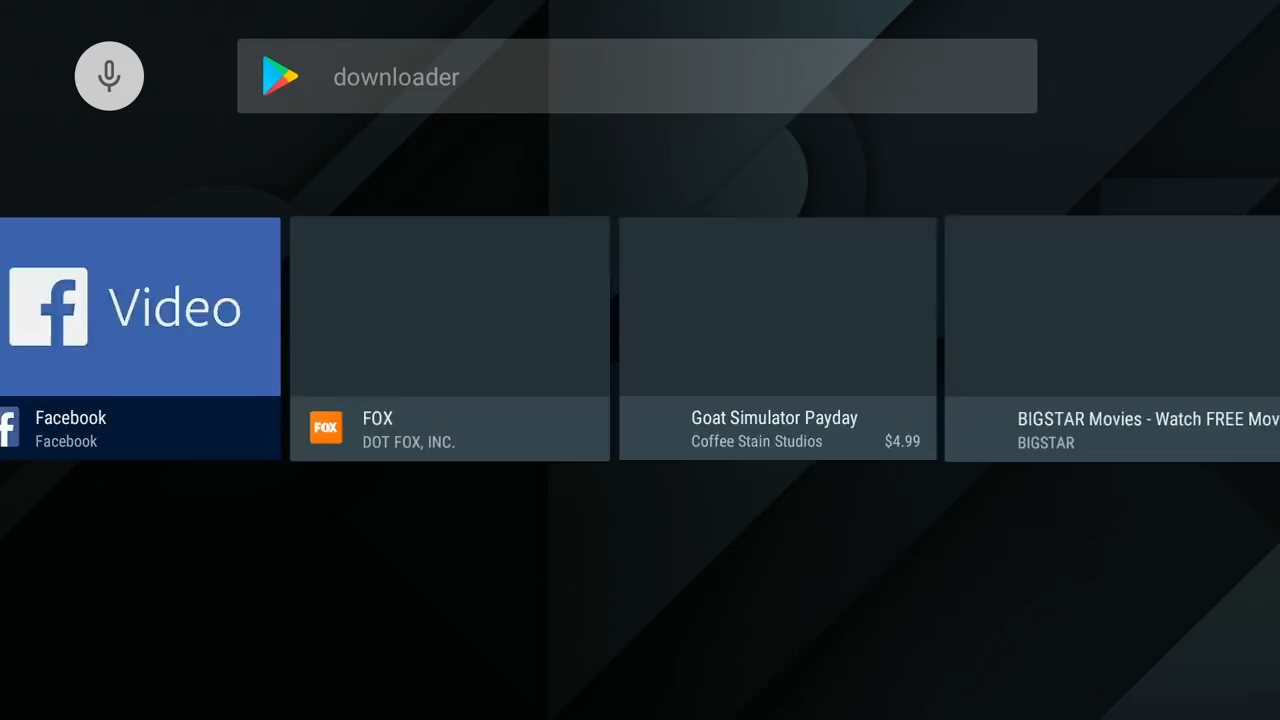 downloader
Video
Facebook
Facebook
FOX
FOX
DOT FOX, INC.
Goat Simulator Payday
Coffee Stain Studios $4.99
BIGSTAR Movies - Watch FREE Mov
BIGSTAR